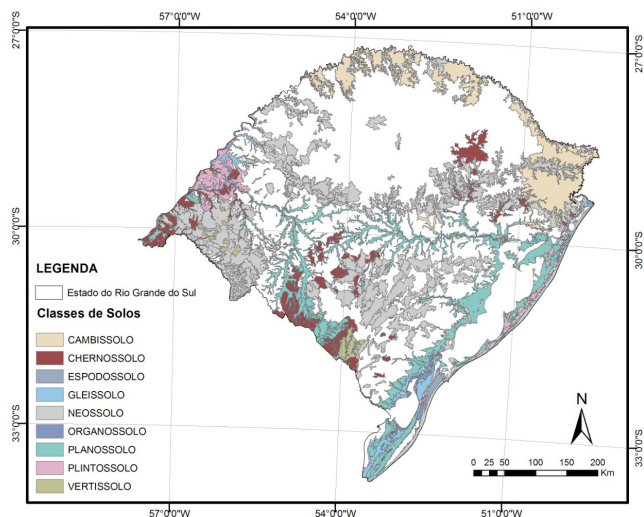 57°0'0"W 54°0'0"W 51°0'0"W
27°0'0"S 27°0'0"S
30°0'0"S 30°0'0"S
LEGENDA
Estado do Rio Grande do Sul
Classes de Solos
CAMBISSOLO
CHERNOSSOLO
ESPODOSSOLO
GLEISSOLO
NEOSSOLO
ORGANOSSOLO
PLANOSSOLO
PLINTOSSOLO
VERTISSOLO
33°0'0"S 33°0'0"S
N
0 25 50 100 150 200
Km
57°0'0"W 54°0'0"W 51°0'0"W